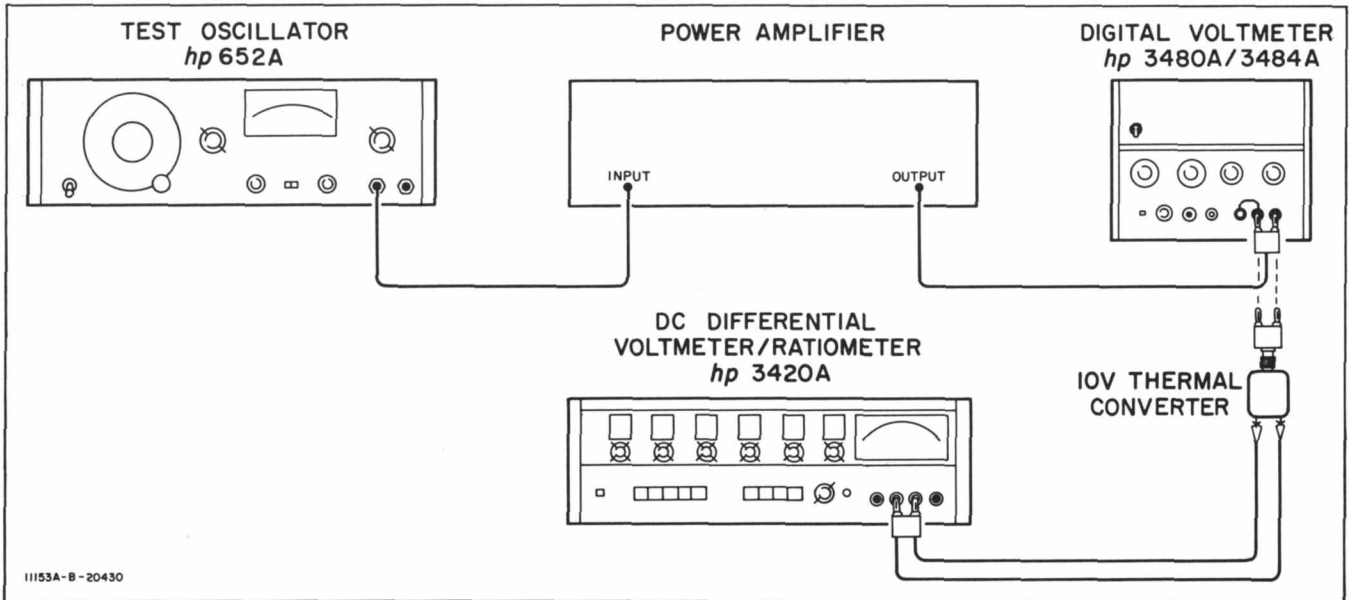 TEST OSCILLATOR
hp 652A
POWER AMPLIFIER
DIGITAL VOLTMETER
hp 3480A/3484A
INPUT
OUTPUT
DC DIFFERENTIAL
VOLTMETER/RATIOMETER
hp 3420A
10V THERMAL
CONVERTER
11153A-B-20430